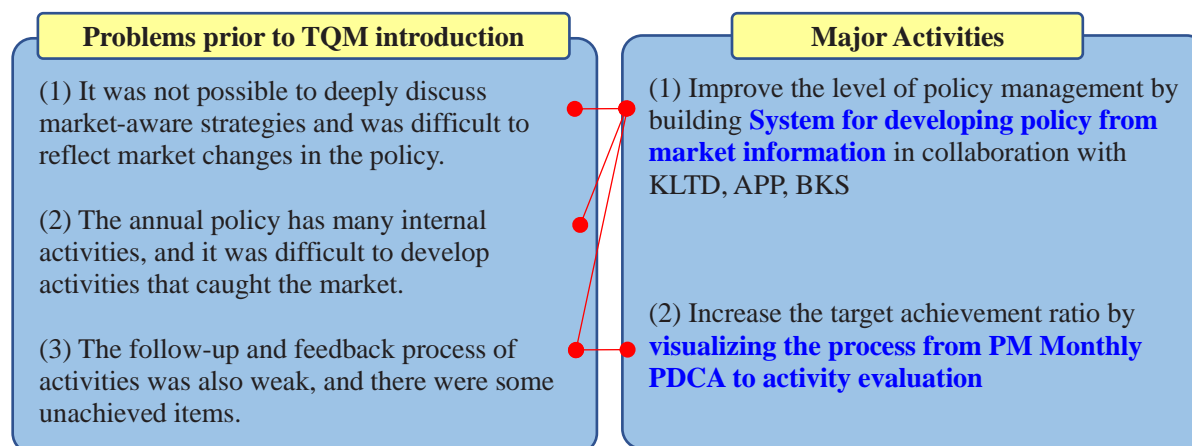 Problems prior to TQM introduction
(1) It was not possible to deeply discuss
market-aware strategies and was difficult to
reflect market changes in the policy.
(2) The annual policy has many internal
activities, and it was difficult to develop
activities that caught the market.
(3) The follow-up and feedback process of
activities was also weak, and there were some
unachieved items.
Major Activities
(1) Improve the level of policy management by
building System for developing policy from
market information in collaboration with
KLTD, APP, BKS
(2) Increase the target achievement ratio by
visualizing the process from PM Monthly
PDCA to activity evaluation